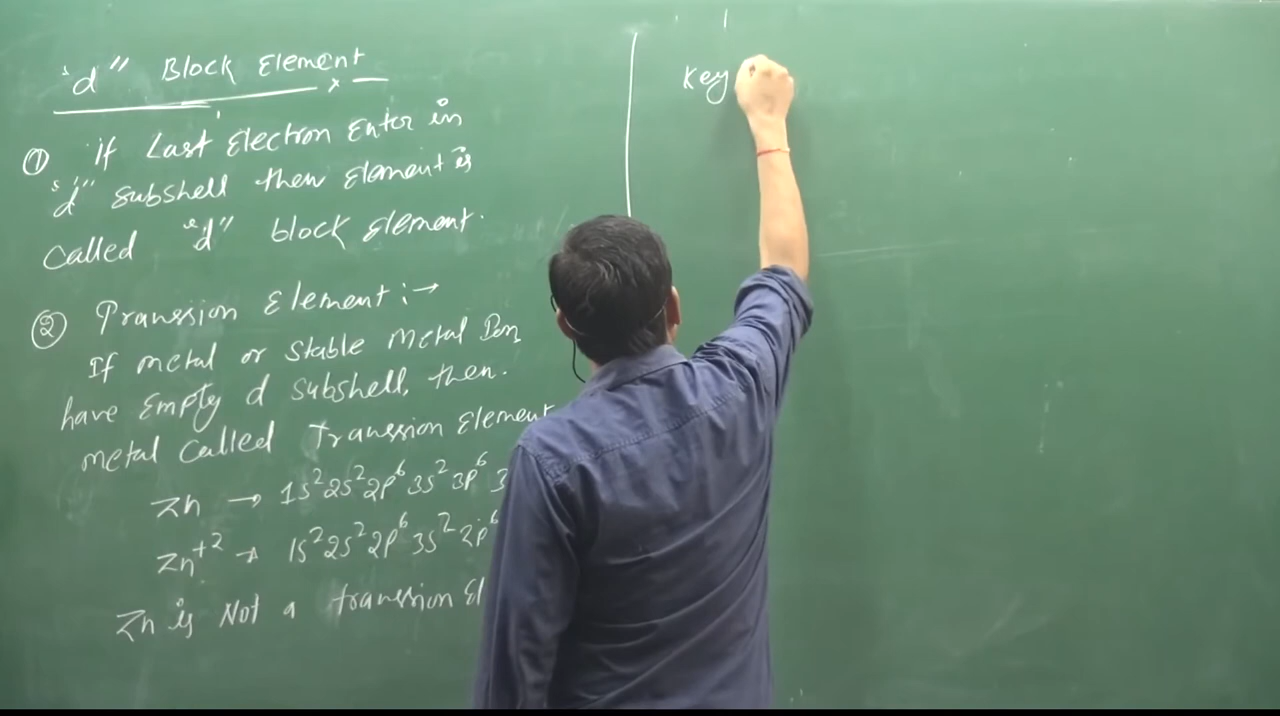 "d" Block Element
① If Last Electron Enter in
"d" subshell then Element is
Called "d" block Element.
② Transsion Element :→
If metal or Stable Metal Ion
have Empty d subshell, then.
metal Called Transsion Element
Zn → 1s² 2s² 2p⁶ 3s² 3p⁶ 3
Zn⁺² → 1s² 2s² 2p⁶ 3s² 3p⁶
Zn is Not a transsion El
Key